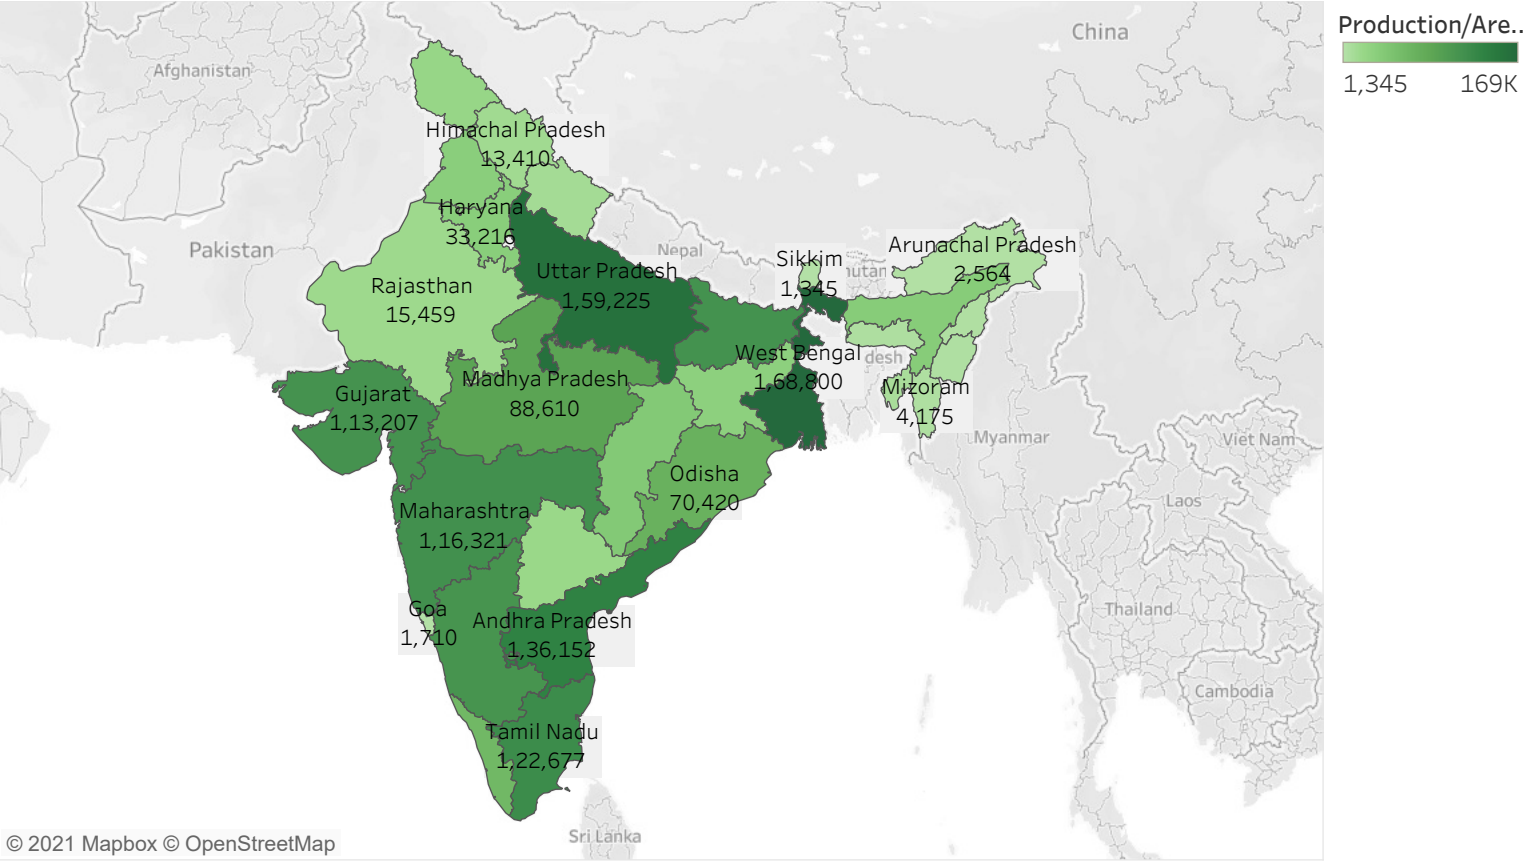 Production/Are..
1,345 169K
China
Afghanistan
Himachal Pradesh
13,410
Haryana
33,216
Pakistan
Nepal
Sikkim
1,345
hutan
Arunachal Pradesh
2,564
Rajasthan
15,459
Uttar Pradesh
1,59,225
West Bengal
1,68,800
desh
Gujarat
1,13,207
Madhya Pradesh
88,610
Mizoram
4,175
Myanmar
Viet Nam
Laos
Odisha
70,420
Maharashtra
1,16,321
Goa
1,710
Andhra Pradesh
1,36,152
Thailand
Cambodia
Tamil Nadu
1,22,677
Sri Lanka
© 2021 Mapbox © OpenStreetMap